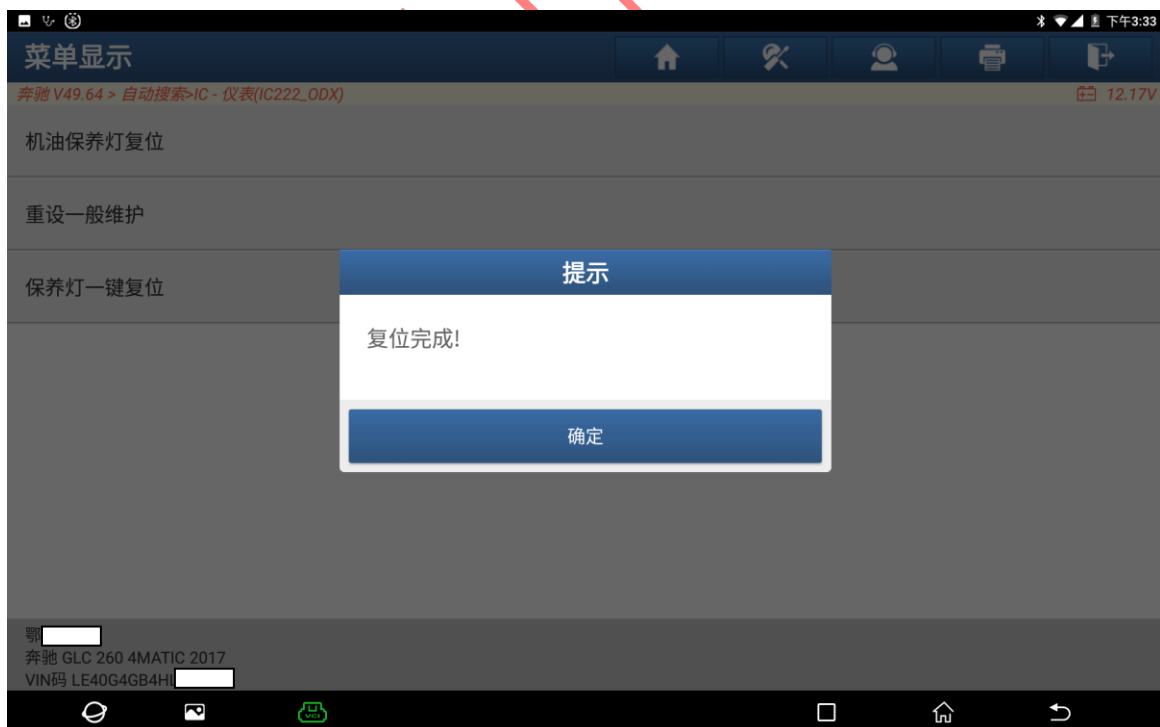 下午3:33
菜单显示
奔驰 V49.64 > 自动搜索>IC - 仪表(IC222_ODX)
12.17V
机油保养灯复位
重设一般维护
保养灯一键复位
提示
复位完成!
确定
鄂
奔驰 GLC 260 4MATIC 2017
VIN码 LE40G4GB4HL
VCI